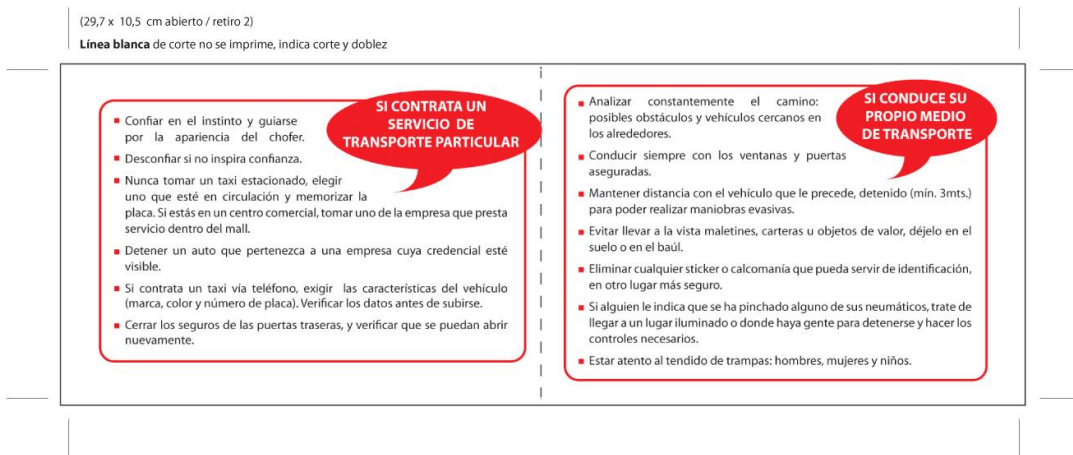 (29,7 x 10,5 cm abierto / retiro 2)
Línea blanca de corte no se imprime, indica corte y doblez
SI CONTRATA UN
SERVICIO DE
TRANSPORTE PARTICULAR
Confiar en el instinto y guiarse
por la apariencia del chofer.
Desconfiar si no inspira confianza.
Nunca tomar un taxi estacionado, elegir
uno que esté en circulación y memorizar la
placa. Si estás en un centro comercial, tomar uno de la empresa que presta
servicio dentro del mall.
Detener un auto que pertenezca a una empresa cuya credencial esté
visible.
Si contrata un taxi vía teléfono, exigir las características del vehículo
(marca, color y número de placa). Verificar los datos antes de subirse.
Cerrar los seguros de las puertas traseras, y verificar que se puedan abrir
nuevamente.
SI CONDUCE SU
PROPIO MEDIO
DE TRANSPORTE
Analizar constantemente el camino:
posibles obstáculos y vehículos cercanos en
los alrededores.
Conducir siempre con los ventanas y puertas
aseguradas.
Mantener distancia con el vehículo que le precede, detenido (mín. 3mts.)
para poder realizar maniobras evasivas.
Evitar llevar a la vista maletines, carteras u objetos de valor, déjelo en el
suelo o en el baúl.
Eliminar cualquier sticker o calcomanía que pueda servir de identificación,
en otro lugar más seguro.
Si alguien le indica que se ha pinchado alguno de sus neumáticos, trate de
llegar a un lugar iluminado o donde haya gente para detenerse y hacer los
controles necesarios.
Estar atento al tendido de trampas: hombres, mujeres y niños.